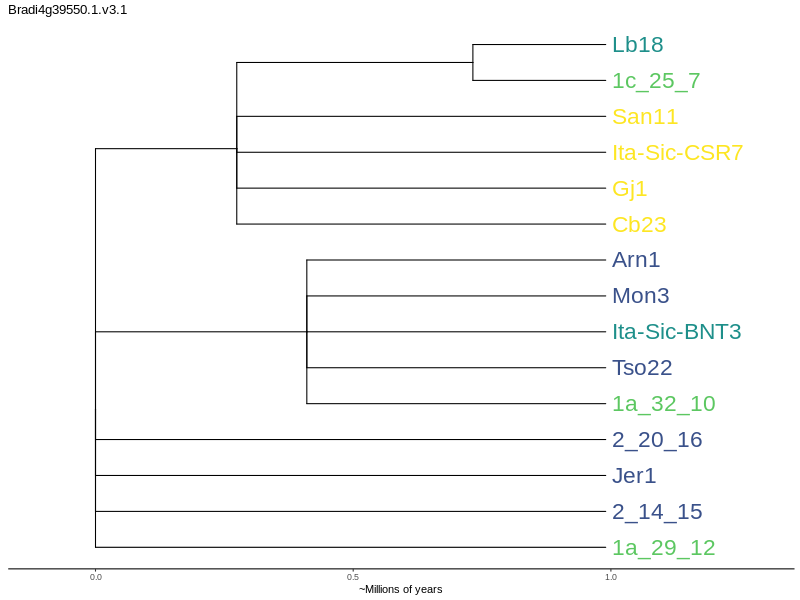 Bradi4g39550.1.v3.1
Lb18
1c_25_7
San11
Ita-Sic-CSR7
Gj1
Cb23
Arn1
Mon3
Ita-Sic-BNT3
Tso22
1a_32_10
2_20_16
Jer1
2_14_15
1a_29_12
0.0 0.5 1.0
~Millions of years